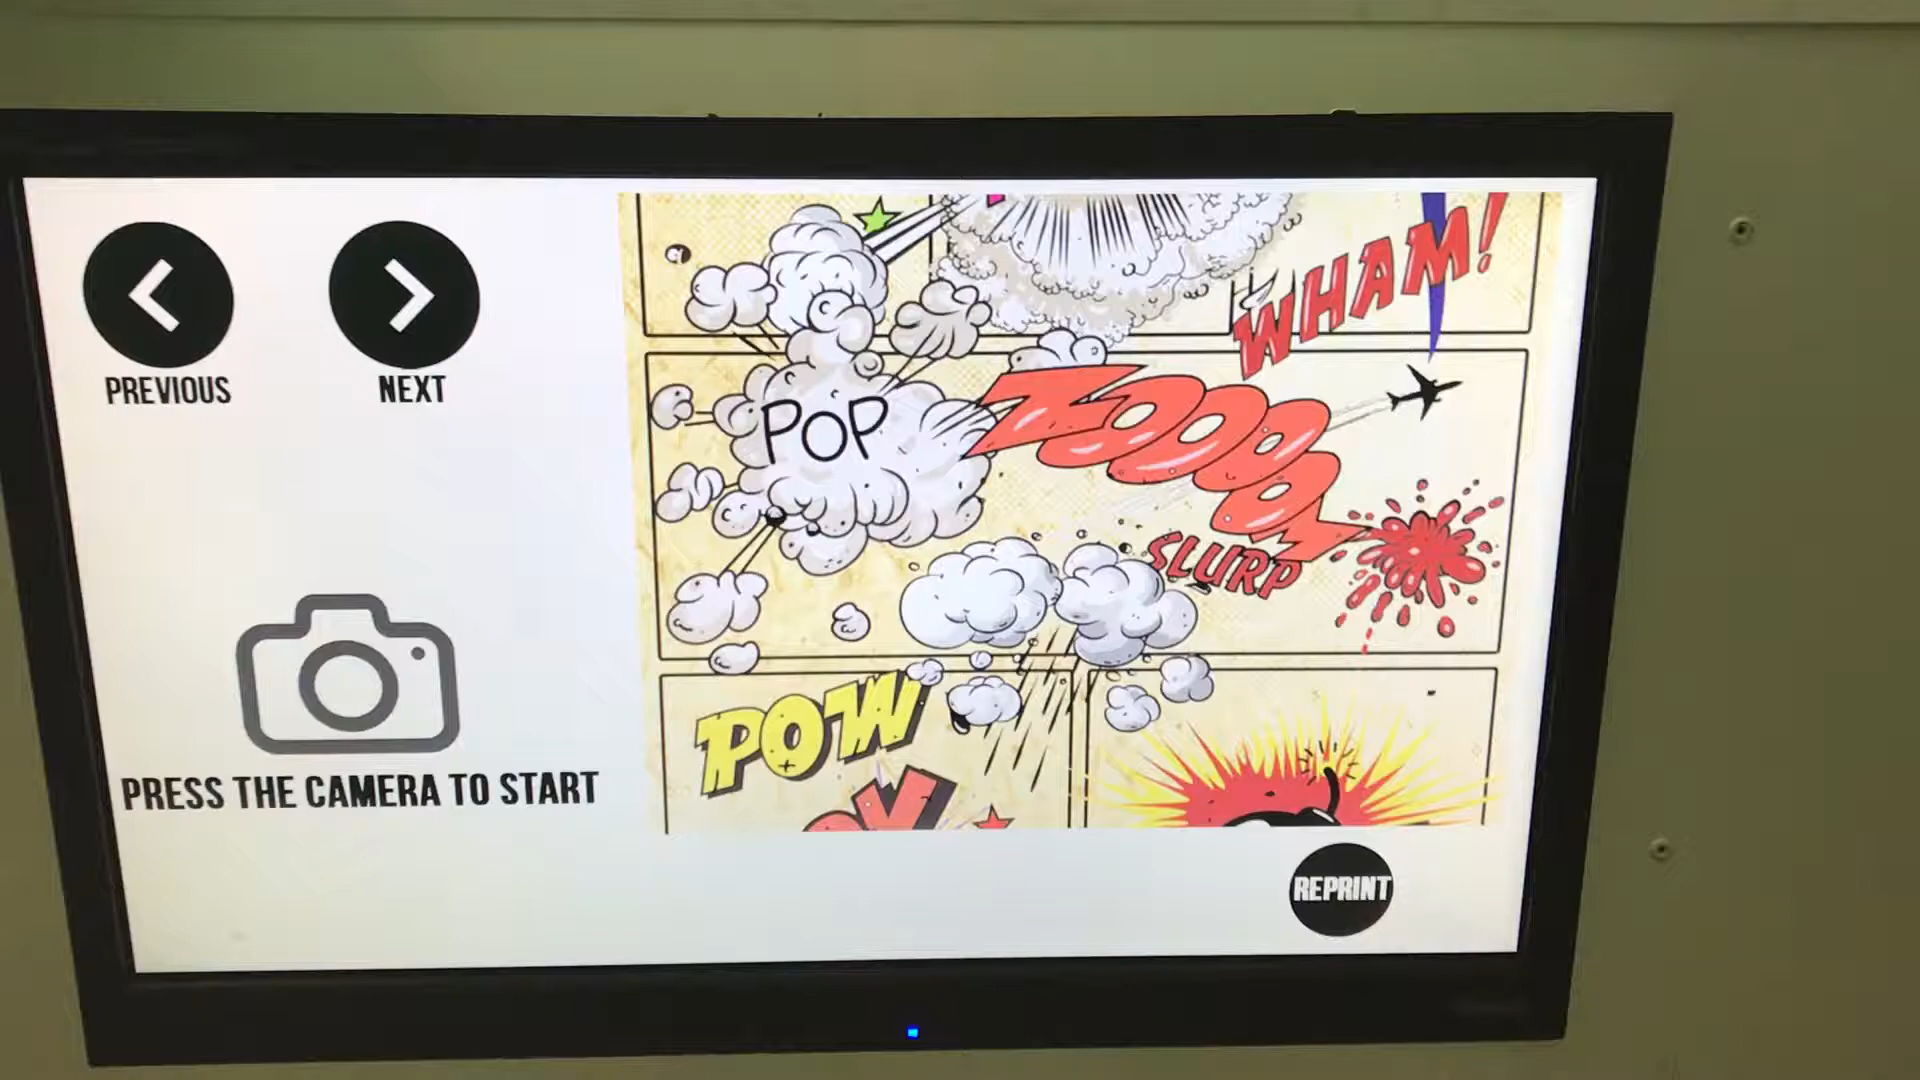 PREVIOUS
NEXT
PRESS THE CAMERA TO START
WHAM!
POP
ZOOOOM
SLURP
POW
REPRINT